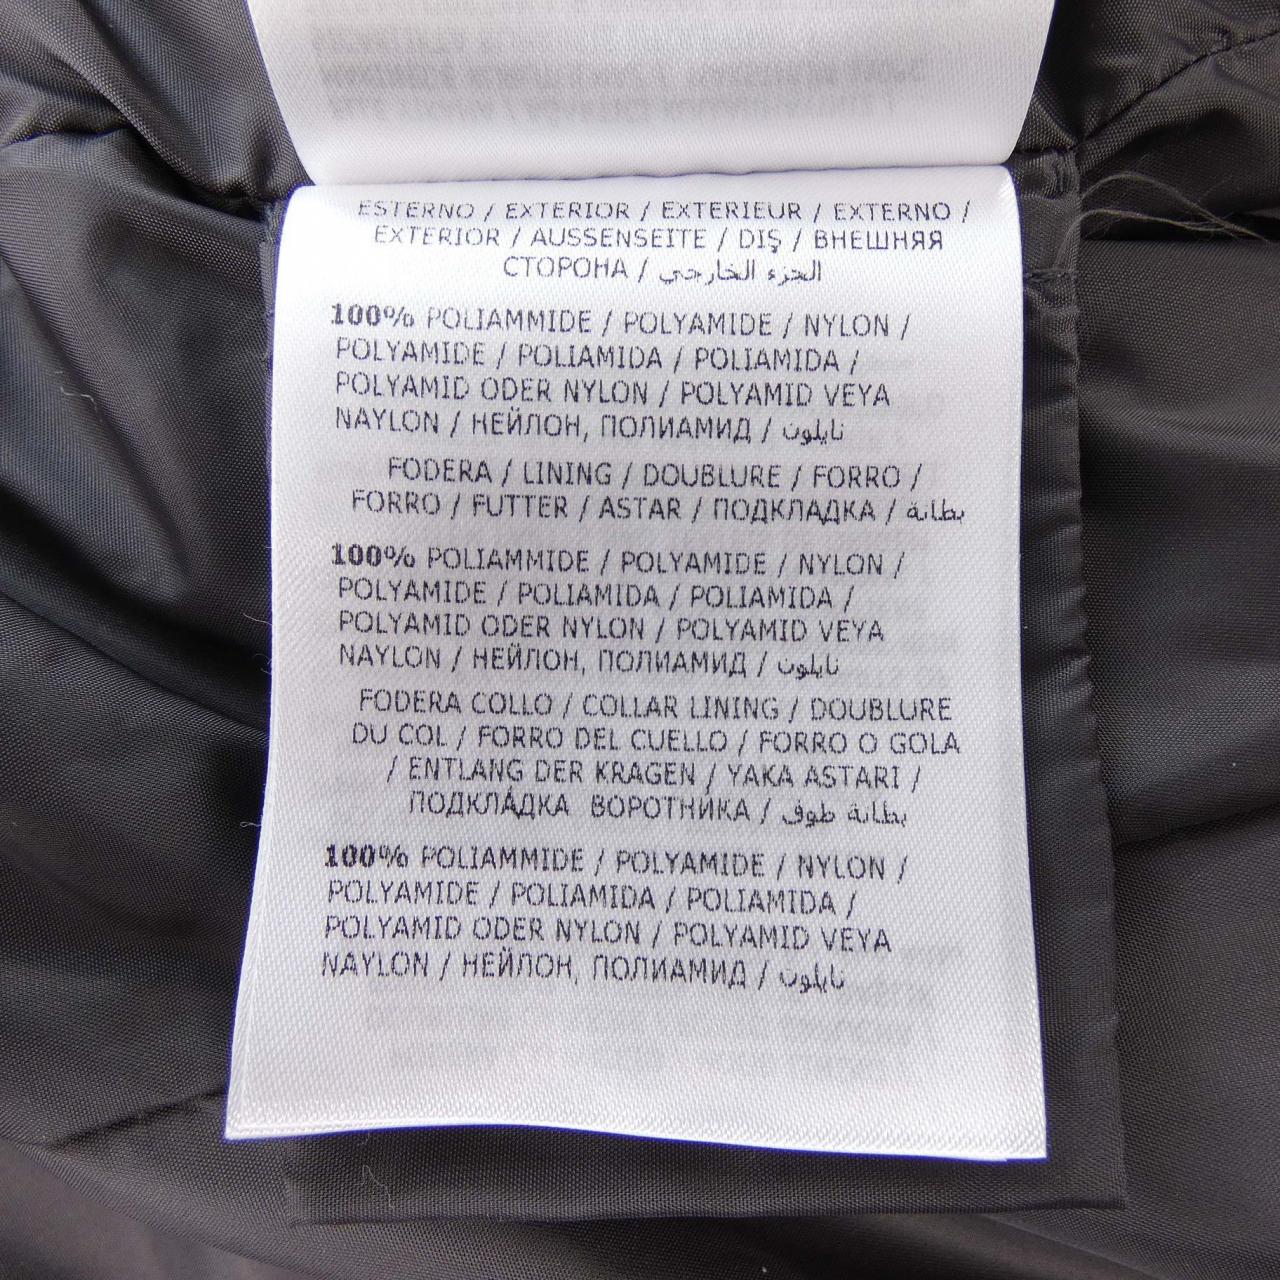 ESTERNO / EXTERIOR / EXTERIEUR / EXTERNO /
EXTERIOR / AUSSENSEITE / DIŞ / ВНЕШНЯЯ
СТОРОНА / الجزء الخارجي
100% POLIAMMIDE / POLYAMIDE / NYLON /
POLYAMIDE / POLIAMIDA / POLIAMIDA /
POLYAMID ODER NYLON / POLYAMID VEYA
NAYLON / НЕЙЛОН, ПОЛИАМИД / نايلون
FODERA / LINING / DOUBLURE / FORRO /
FORRO / FUTTER / ASTAR / ПОДКЛАДКА / بطانة
100% POLIAMMIDE / POLYAMIDE / NYLON /
POLYAMIDE / POLIAMIDA / POLIAMIDA /
POLYAMID ODER NYLON / POLYAMID VEYA
NAYLON / НЕЙЛОН, ПОЛИАМИД / نايلون
FODERA COLLO / COLLAR LINING / DOUBLURE
DU COL / FORRO DEL CUELLO / FORRO O GOLA
/ ENTLANG DER KRAGEN / YAKA ASTARI /
ПОДКЛА́ДКА ВОРОТНИКА / بطانة طوق
100% POLIAMMIDE / POLYAMIDE / NYLON /
POLYAMIDE / POLIAMIDA / POLIAMIDA /
POLYAMID ODER NYLON / POLYAMID VEYA
NAYLON / НЕЙЛОН, ПОЛИАМИД / نايلون